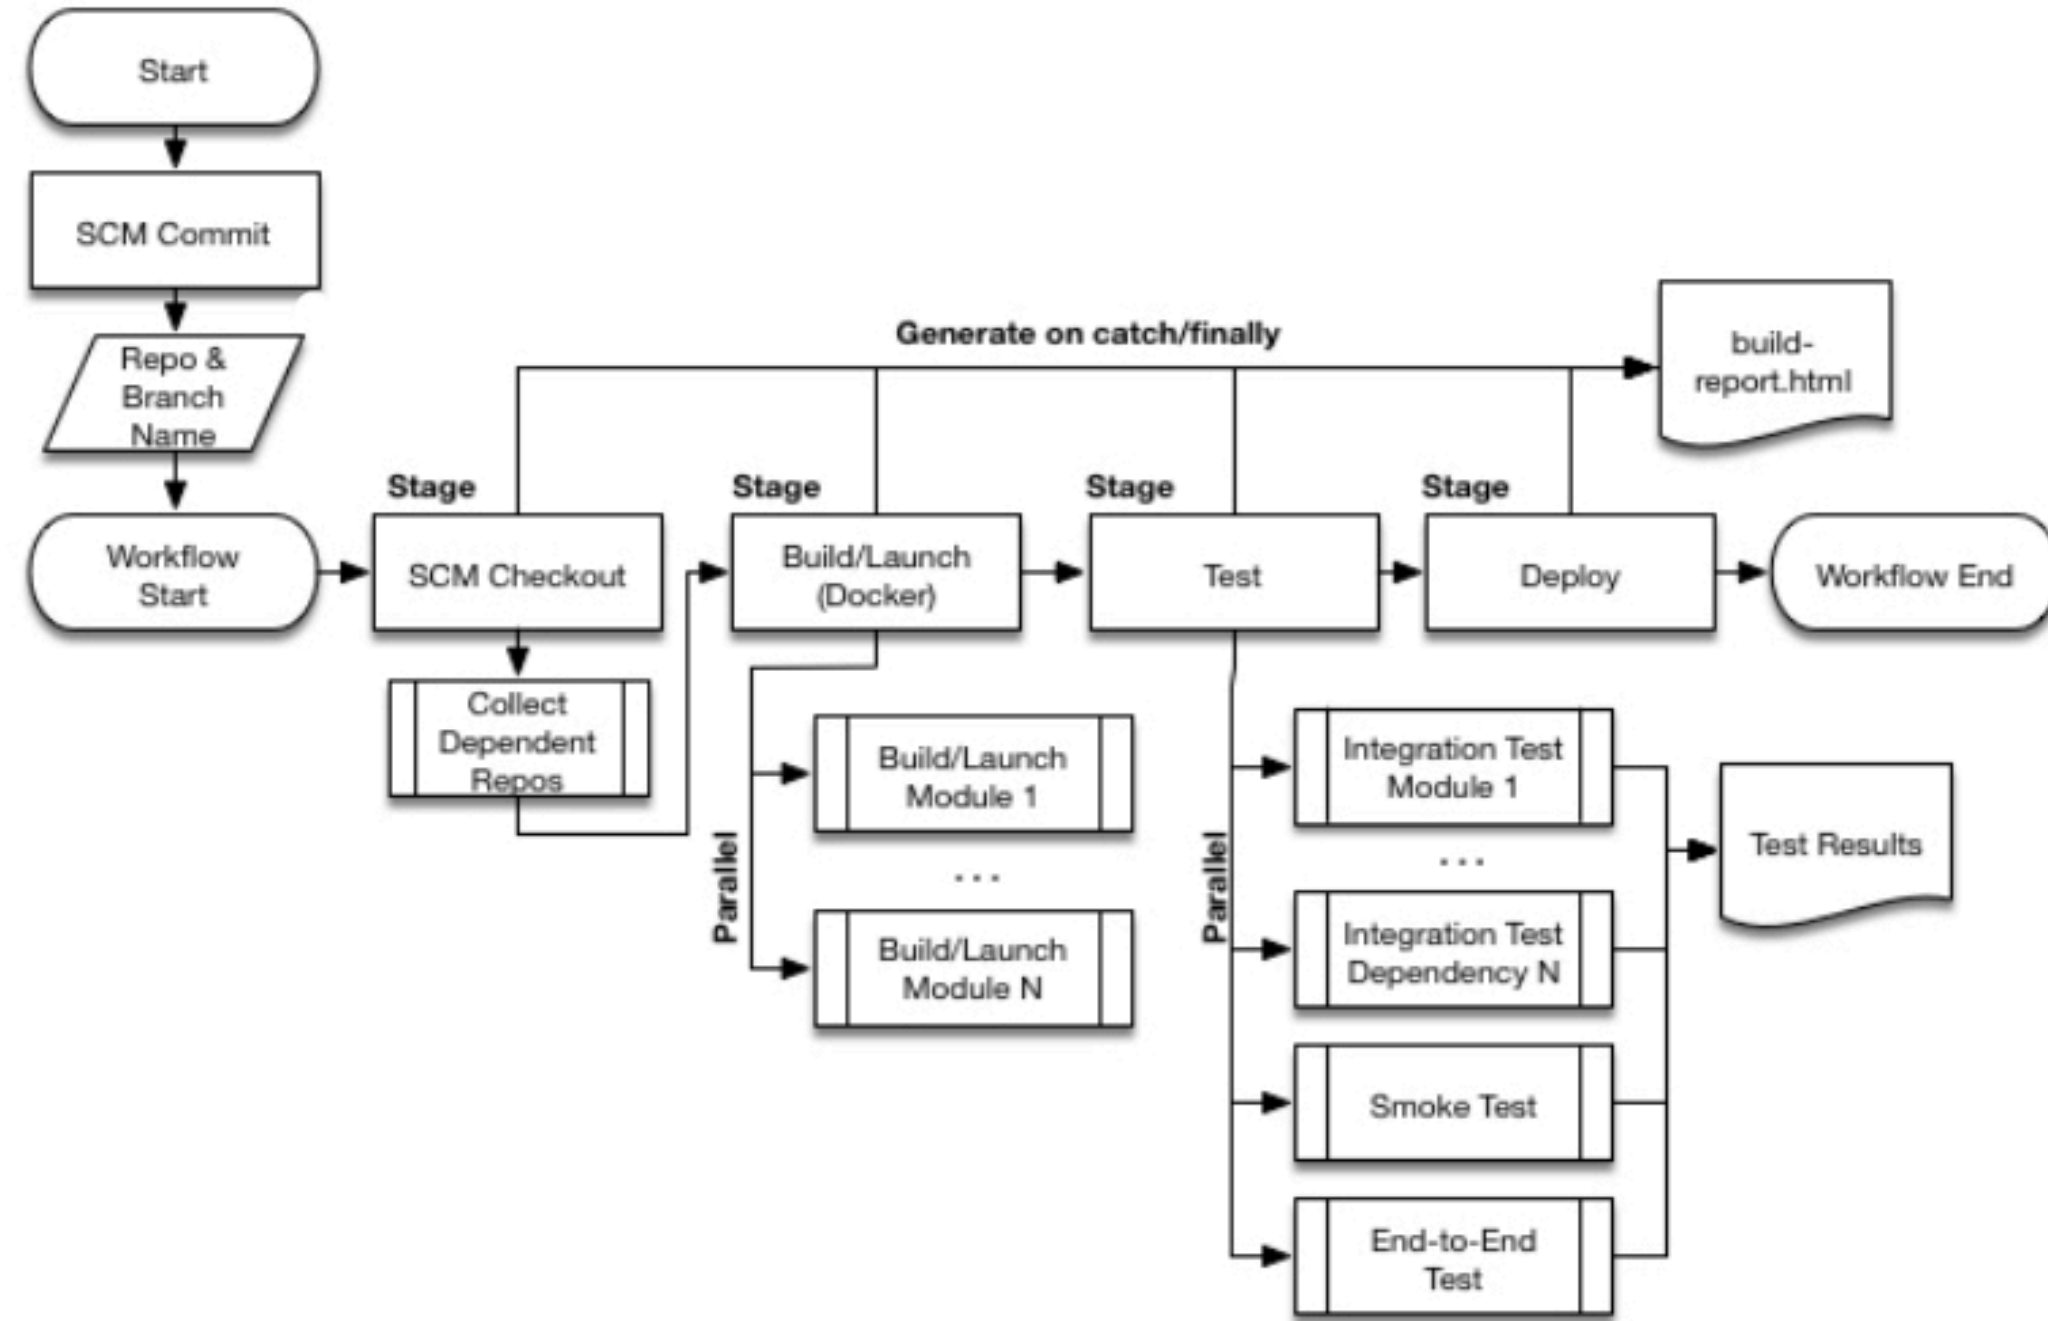 Start
SCM Commit
Repo &
Branch
Name
Generate on catch/finally
build-
report.html
Stage
Stage
Stage
Stage
Workflow
Start
SCM Checkout
Build/Launch
(Docker)
Test
Deploy
Workflow End
Collect
Dependent
Repos
Parallel
Build/Launch
Module 1
...
Build/Launch
Module N
Parallel
Integration Test
Module 1
...
Integration Test
Dependency N
Smoke Test
End-to-End
Test
Test Results